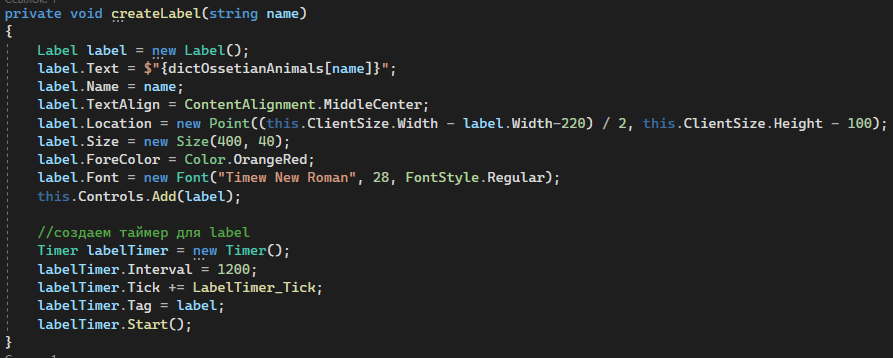 Ссылок: 1
private void createLabel(string name)
{
Label label = new Label();
label.Text = $"{dictOssetianAnimals[name]}";
label.Name = name;
label.TextAlign = ContentAlignment.MiddleCenter;
label.Location = new Point((this.ClientSize.Width - label.Width-220) / 2, this.ClientSize.Height - 100);
label.Size = new Size(400, 40);
label.ForeColor = Color.OrangeRed;
label.Font = new Font("Timew New Roman", 28, FontStyle.Regular);
this.Controls.Add(label);
//создаем таймер для label
Timer labelTimer = new Timer();
labelTimer.Interval = 1200;
labelTimer.Tick += LabelTimer_Tick;
labelTimer.Tag = label;
labelTimer.Start();
}